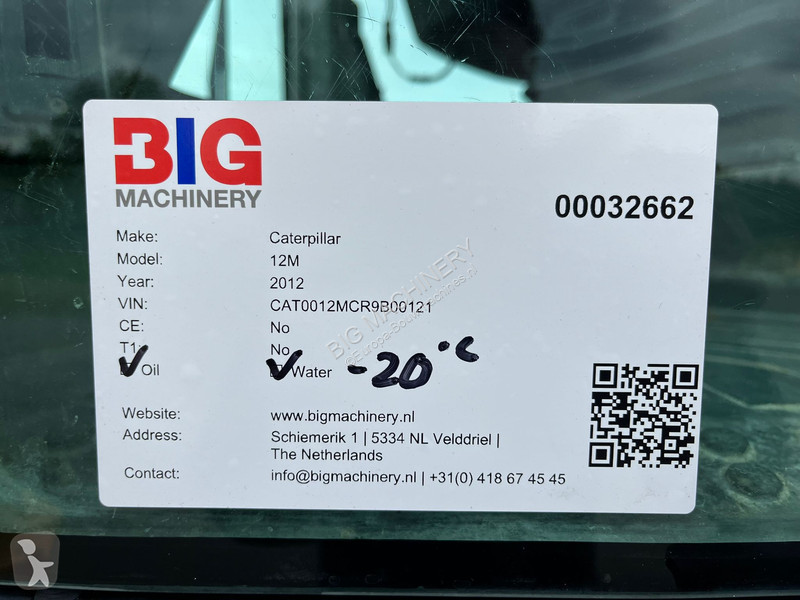 BIG
MACHINERY
00032662
Make: Caterpillar
Model: 12M
Year: 2012
VIN: CAT0012MCR9B00121
CE: No
T1: No
Oil Water -20°C
Website: www.bigmachinery.nl
Address: Schiemerik 1 | 5334 NL Velddriel |
The Netherlands
Contact: info@bigmachinery.nl | +31(0) 418 67 45 45
BIG MACHINERY